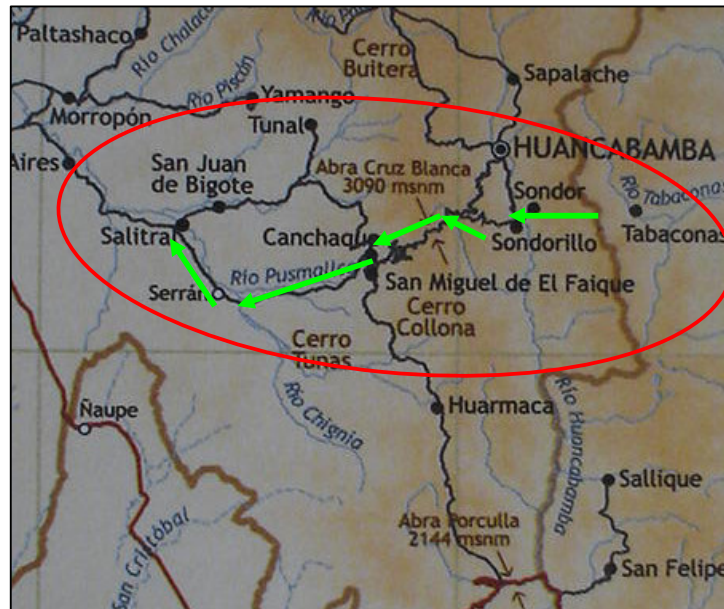 Paltashaco
Río Chalaco
Cerro
Buitera
Sapalache
Río Piscán
Yamango
Morropón
Tunal
HUANCABAMBA
Aires
San Juan
de Bigote
Abra Cruz Blanca
3090 msnm
Sondor
Río Tabaconas
Salitral
Canchaque
Sondorillo
Tabaconas
Río Pusmalca
San Miguel de El Faique
Serrán
Cerro
Collona
Cerro
Tunas
Ñaupe
Río Chignia
Huarmaca
Río Huancabamba
Sallique
Abra Porculla
2144 msnm
San Cristóbal
San Felipe